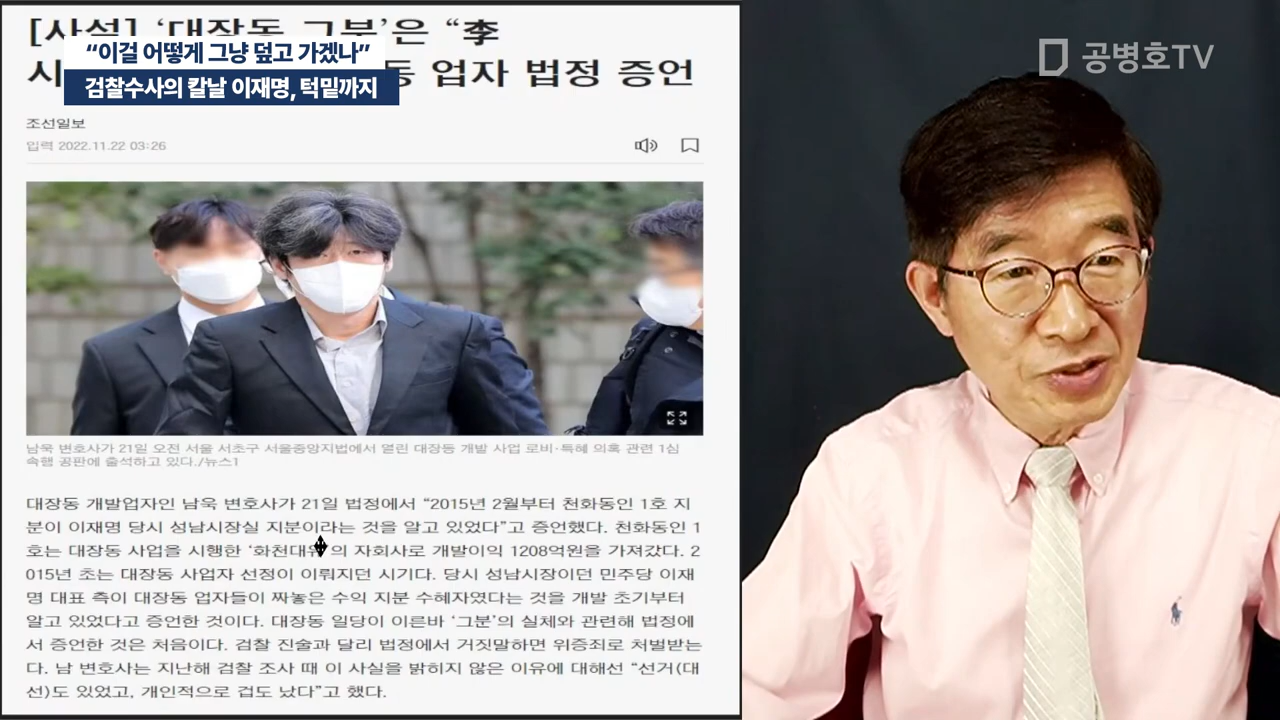 [사설] ‘대장동 그분’은 “李
“이걸 어떻게 그냥 덮고 가겠나”
시 업자 법정 증언
검찰수사의 칼날 이재명, 턱밑까지
공병호TV
조선일보
입력 2022.11.22 03:26
남욱 변호사가 21일 오전 서울 서초구 서울중앙지법에서 열린 대장동 개발 사업 로비·특혜 의혹 관련 1심
속행 공판에 출석하고 있다./뉴스1
대장동 개발업자인 남욱 변호사가 21일 법정에서 “2015년 2월부터 천화동인 1호 지
분이 이재명 당시 성남시장실 지분이라는 것을 알고 있었다”고 증언했다. 천화동인 1
호는 대장동 사업을 시행한 ‘화천대유’의 자회사로 개발이익 1208억원을 가져갔다. 2
015년 초는 대장동 사업자 선정이 이뤄지던 시기다. 당시 성남시장이던 민주당 이재
명 대표 측이 대장동 업자들이 짜놓은 수익 지분 수혜자였다는 것을 개발 초기부터
알고 있었다고 증언한 것이다. 대장동 일당이 이른바 ‘그분’의 실체와 관련해 법정에
서 증언한 것은 처음이다. 검찰 진술과 달리 법정에서 거짓말하면 위증죄로 처벌받는
다. 남 변호사는 지난해 검찰 조사 때 이 사실을 밝히지 않은 이유에 대해선 “선거(대
선)도 있었고, 개인적으로 겁도 났다”고 했다.